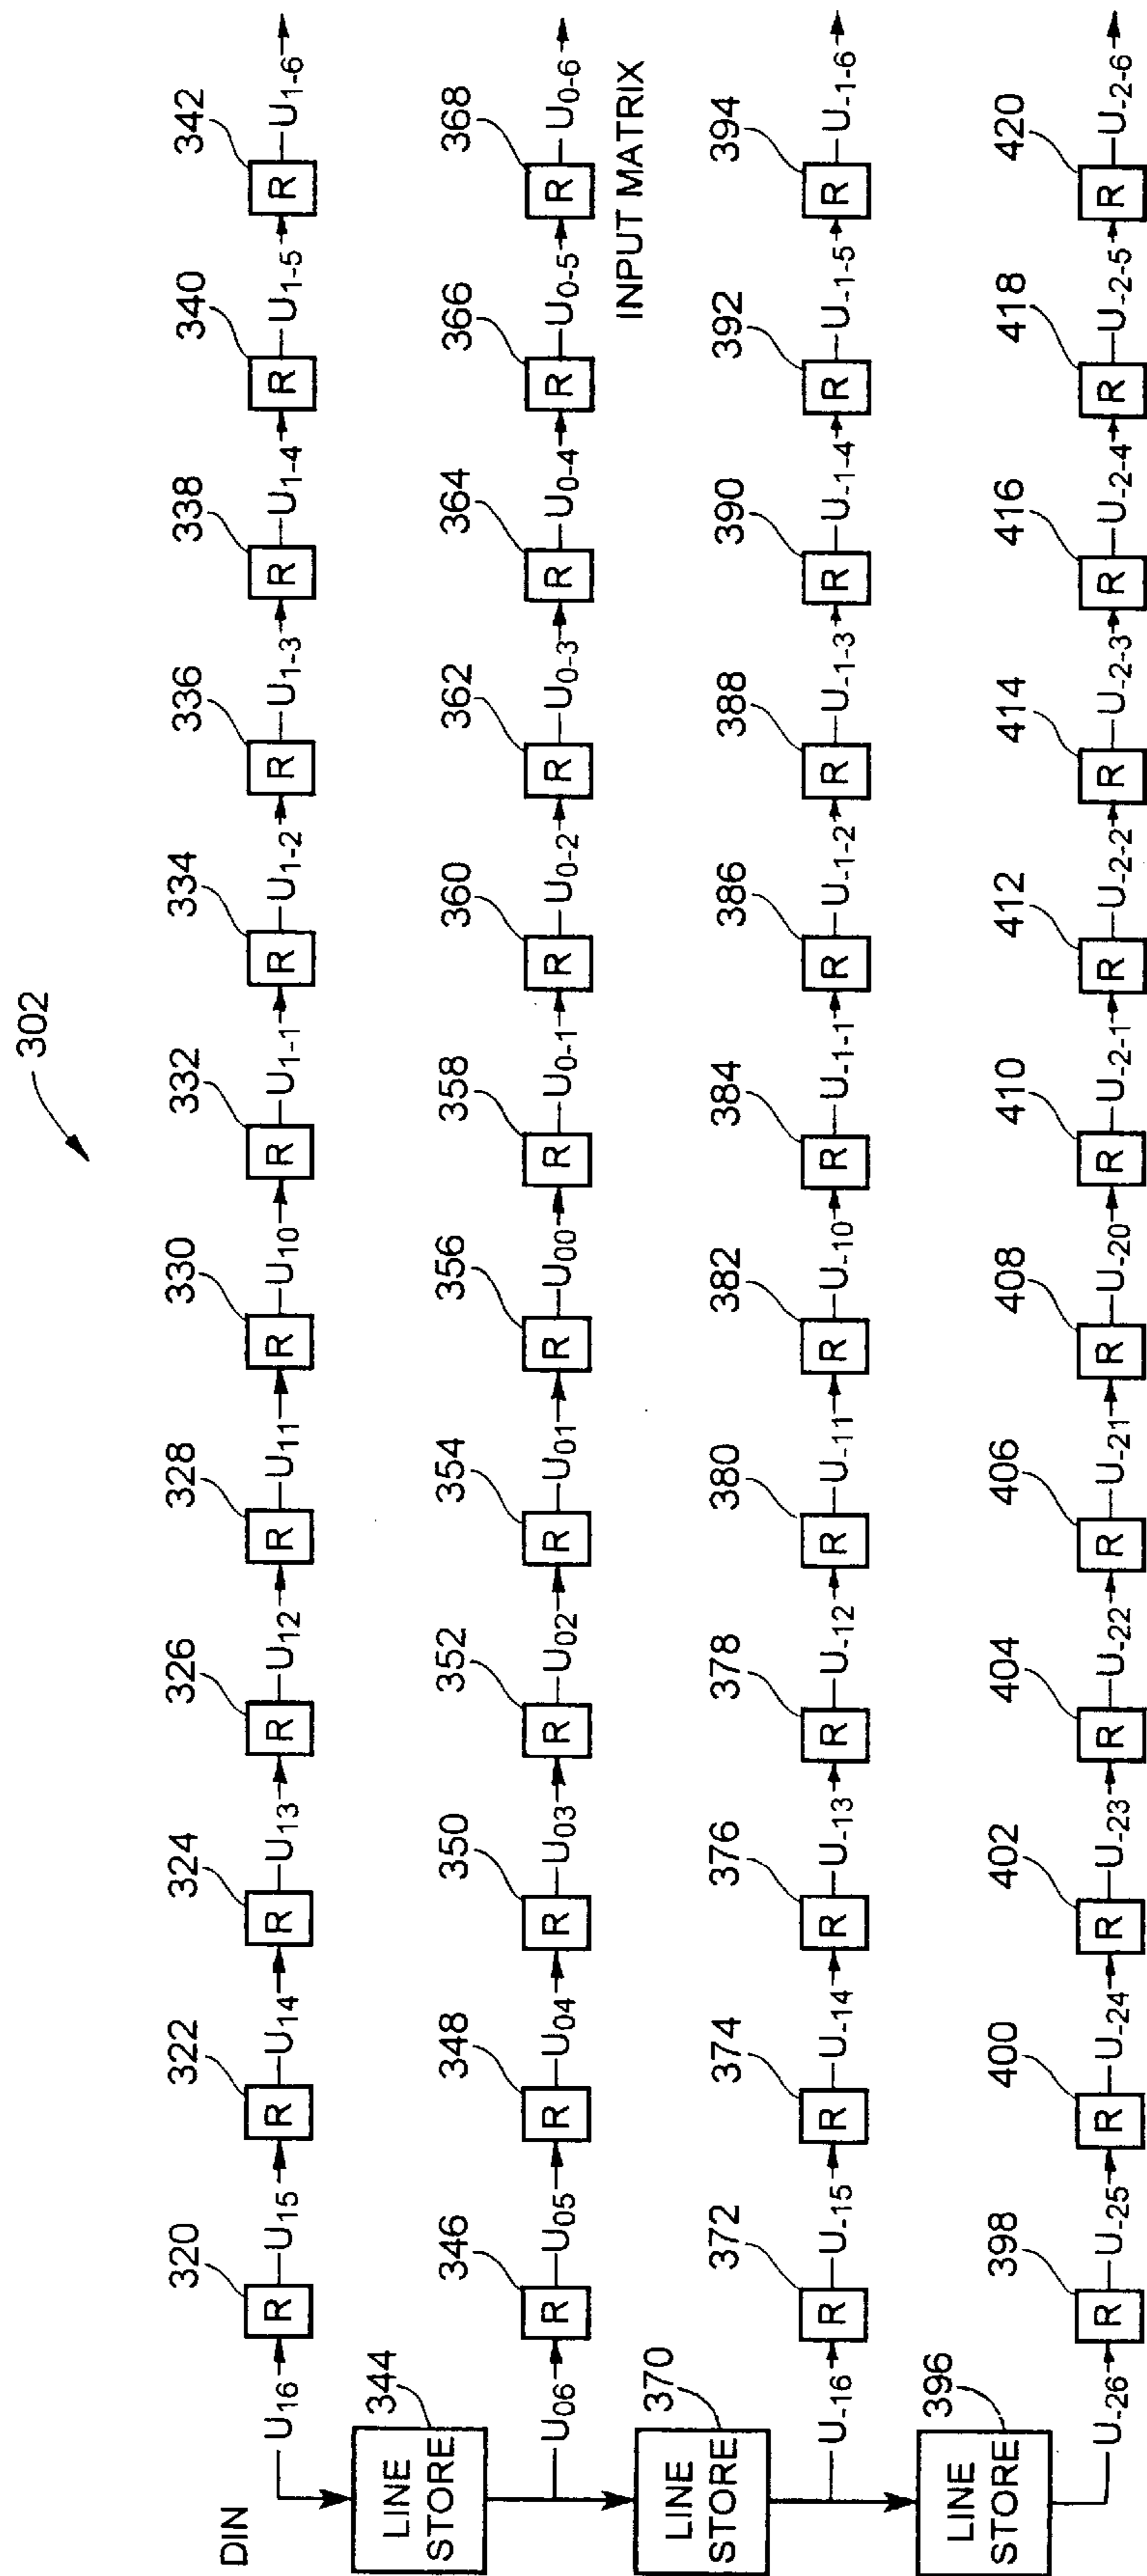 302
320 322 324 326 328 330 332 334 336 338 340 342
DIN
U16 R U15 R U14 R U13 R U12 R U11 R U10 R U1-1 R U1-2 R U1-3 R U1-4 R U1-5 R U1-6
344
LINE
STORE
346 348 350 352 354 356 358 360 362 364 366 368
U06 R U05 R U04 R U03 R U02 R U01 R U00 R U0-1 R U0-2 R U0-3 R U0-4 R U0-5 R U0-6
INPUT MATRIX
370
LINE
STORE
372 374 376 378 380 382 384 386 388 390 392 394
U-16 R U-15 R U-14 R U-13 R U-12 R U-11 R U-10 R U-1-1 R U-1-2 R U-1-3 R U-1-4 R U-1-5 R U-1-6
396
LINE
STORE
398 400 402 404 406 408 410 412 414 416 418 420
U-26 R U-25 R U-24 R U-23 R U-22 R U-21 R U-20 R U-2-1 R U-2-2 R U-2-3 R U-2-4 R U-2-5 R U-2-6